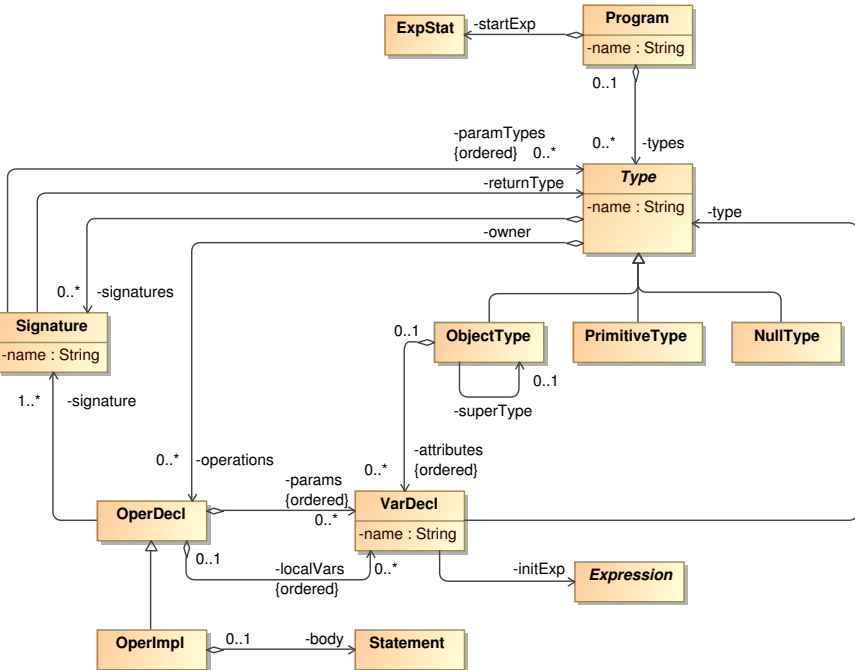 ExpStat
-startExp
Program
-name : String
0..1
-paramTypes
{ordered} 0..*
0..* -types
-returnType
Type
-name : String
-owner
-type
0..* -signatures
Signature
-name : String
0..1
ObjectType
PrimitiveType
NullType
0..1
-superType
1..* -signature
-attributes
0..* {ordered}
0..* -operations
-params
{ordered}
0..*
VarDecl
-name : String
OperDecl
0..1
-localVars
{ordered}
0..*
-initExp
Expression
OperImpl
0..1 -body
Statement